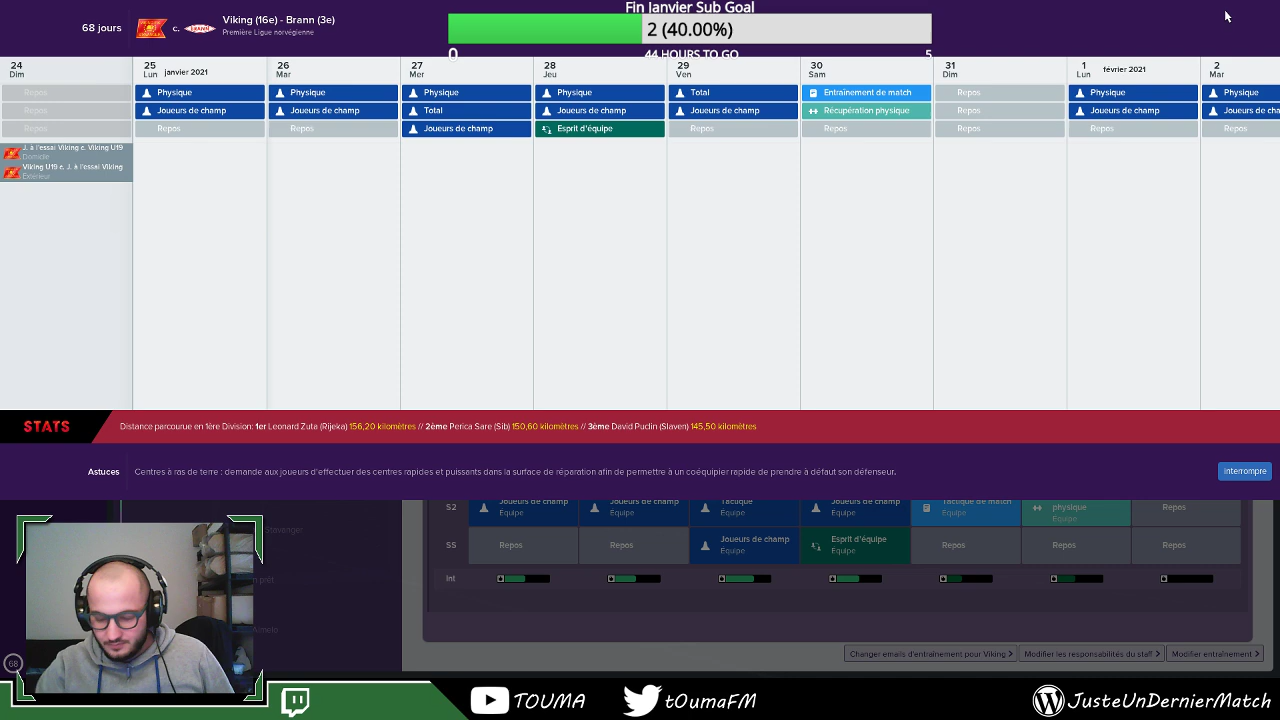 Fin Janvier Sub Goal
68 jours
c.
Viking (16e) - Brann (3e)
Première Ligue norvégienne
2 (40.00%)
0
44 HOURS TO GO
5
24
Dim
25
Lun
janvier 2021
26
Mar
27
Mer
28
Jeu
29
Ven
30
Sam
31
Dim
1
Lun
février 2021
2
Mar
Repos
Physique
Physique
Physique
Physique
Total
Entraînement de match
Repos
Physique
Physique
Repos
Joueurs de champ
Joueurs de champ
Total
Joueurs de champ
Joueurs de champ
Récupération physique
Repos
Joueurs de champ
Joueurs de cha
Repos
Repos
Repos
Joueurs de champ
Esprit d'équipe
Repos
Repos
Repos
Repos
Repos
J. à l'essai Viking c. Viking U19
Domicile
Viking U19 c. J. à l'essai Viking
Extérieur
STATS
Distance parcourue en 1ère Division: 1er Leonard Zuta (Rijeka) 156,20 kilomètres // 2ème Perica Sare (Sib) 150,60 kilomètres // 3ème David Puclin (Slaven) 145,50 kilomètres
Astuces
Centres à ras de terre : demande aux joueurs d'effectuer des centres rapides et puissants dans la surface de réparation afin de permettre à un coéquipier rapide de prendre à défaut son défenseur.
Interrompre
S2
Joueurs de champ
Équipe
Joueurs de champ
Équipe
Tactique
Équipe
Joueurs de champ
Équipe
Tactique de match
Équipe
physique
Équipe
Repos
Stavanger
SS
Repos
Repos
Joueurs de champ
Équipe
Esprit d'équipe
Équipe
Repos
Repos
Repos
n prêt
Int
Changer emails d'entraînement pour Viking
Modifier les responsabilités du staff
Modifier entraînement
68
TOUMA
tOumaFM
JusteUnDernierMatch